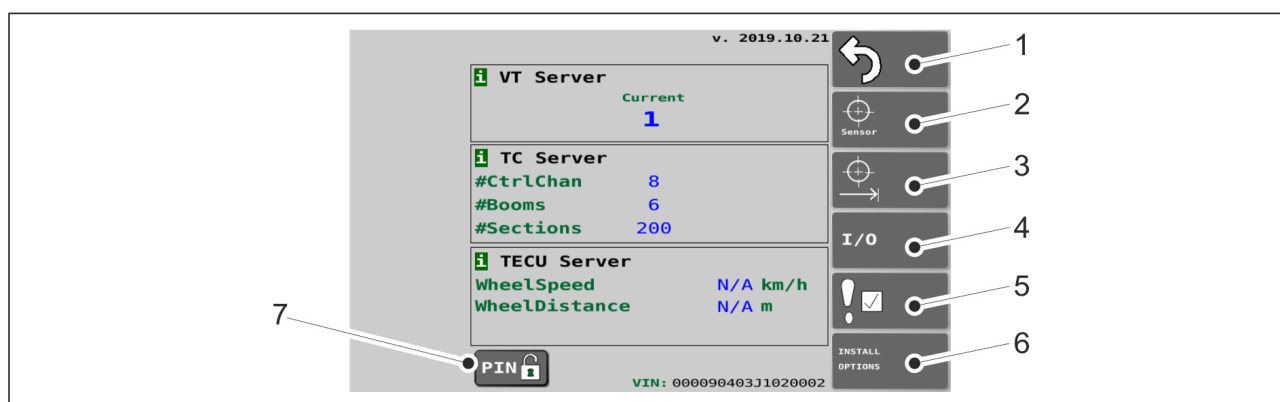 v. 2019.10.21
i VT Server
Current
1
i TC Server
#CtrlChan 8
#Booms 6
#Sections 200
i TECU Server
WheelSpeed N/A km/h
WheelDistance N/A m
PIN
VIN: 000090403J1020002
Sensor
I/O
INSTALL
OPTIONS
1
2
3
4
5
6
7